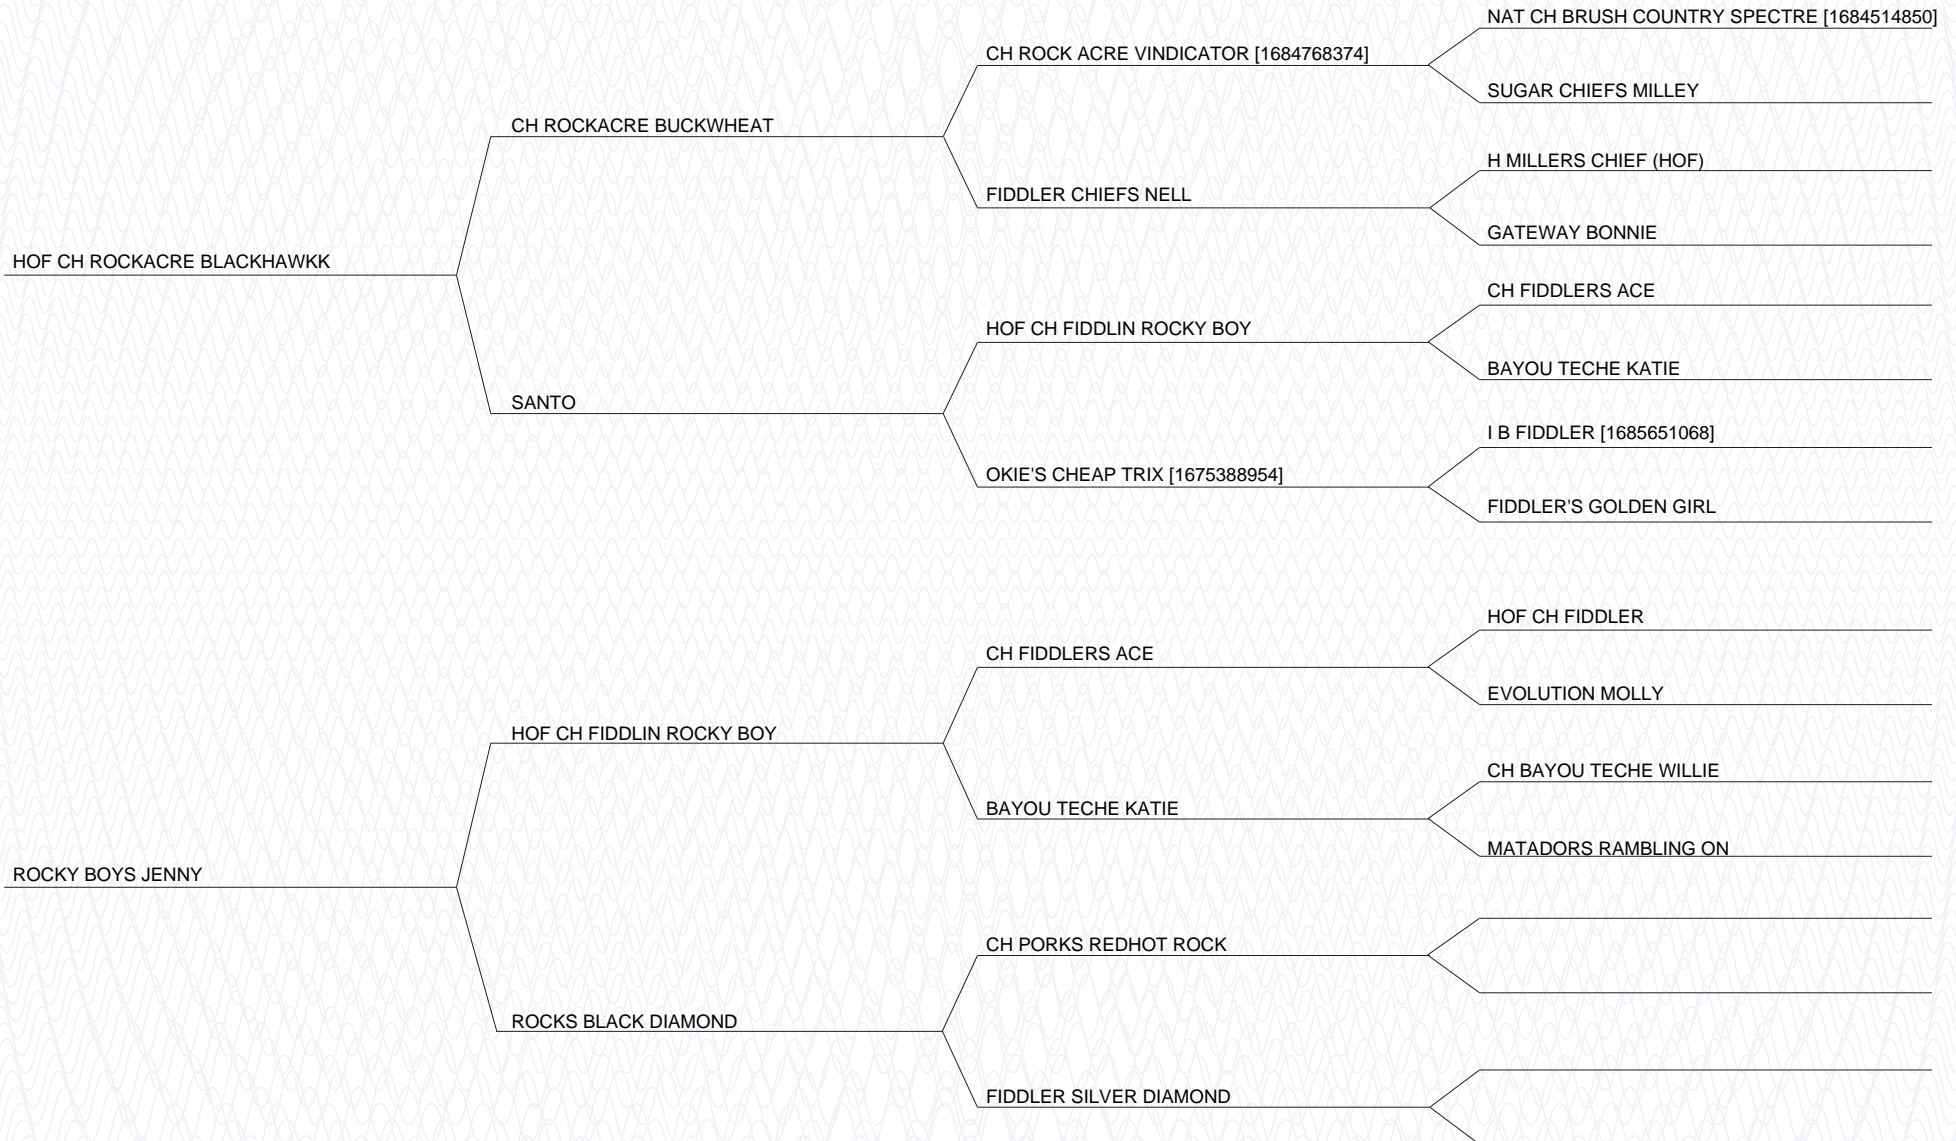 NAT CH BRUSH COUNTRY SPECTRE [1684514850]
CH ROCK ACRE VINDICATOR [1684768374]
SUGAR CHIEFS MILLEY
CH ROCKACRE BUCKWHEAT
H MILLERS CHIEF (HOF)
FIDDLER CHIEFS NELL
GATEWAY BONNIE
HOF CH ROCKACRE BLACKHAWKK
CH FIDDLERS ACE
HOF CH FIDDLIN ROCKY BOY
BAYOU TECHE KATIE
SANTO
I B FIDDLER [1685651068]
OKIE'S CHEAP TRIX [1675388954]
FIDDLER'S GOLDEN GIRL
HOF CH FIDDLER
CH FIDDLERS ACE
EVOLUTION MOLLY
HOF CH FIDDLIN ROCKY BOY
CH BAYOU TECHE WILLIE
BAYOU TECHE KATIE
MATADORS RAMBLING ON
ROCKY BOYS JENNY
CH PORKS REDHOT ROCK
ROCKS BLACK DIAMOND
FIDDLER SILVER DIAMOND